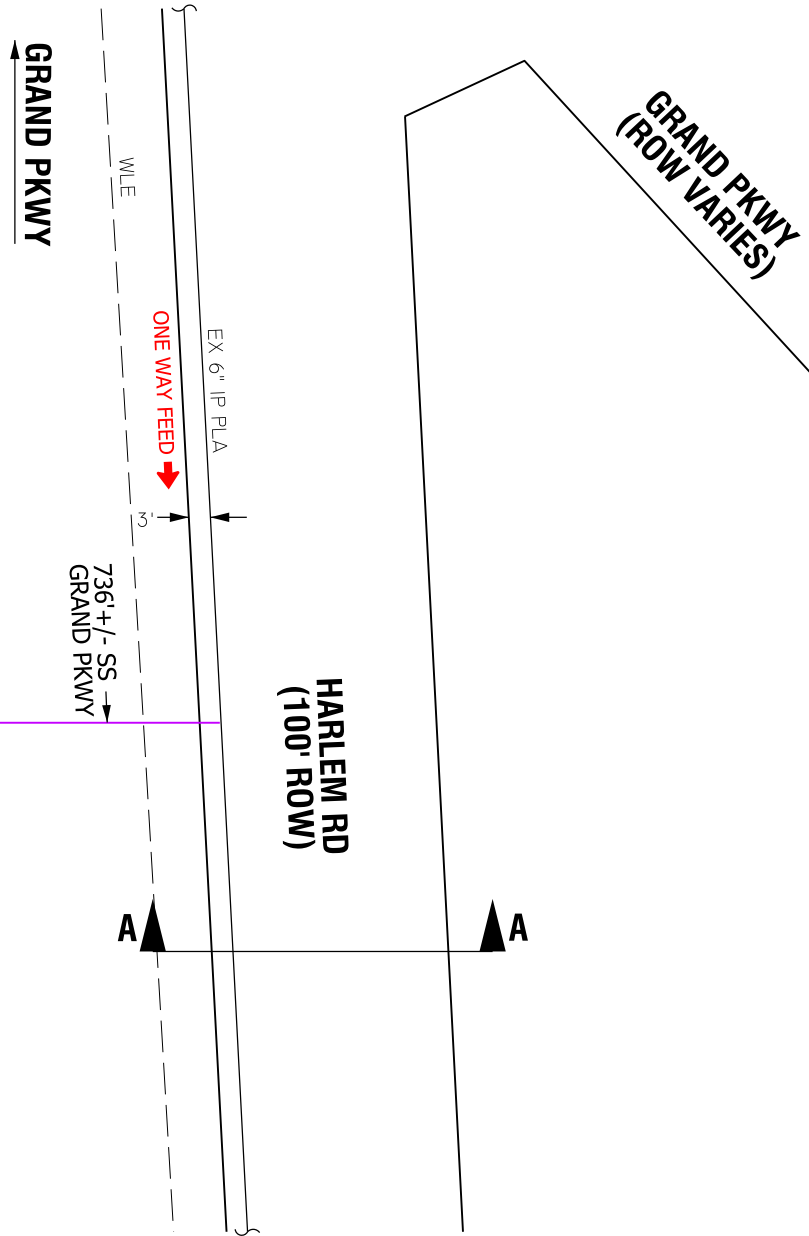 GRAND PKWY
(ROW VARIES)
GRAND PKWY
WLE
ONE WAY FEED
EX 6" IP PLA
3'
736'+/- SS
GRAND PKWY
HARLEM RD
(100' ROW)
A
A